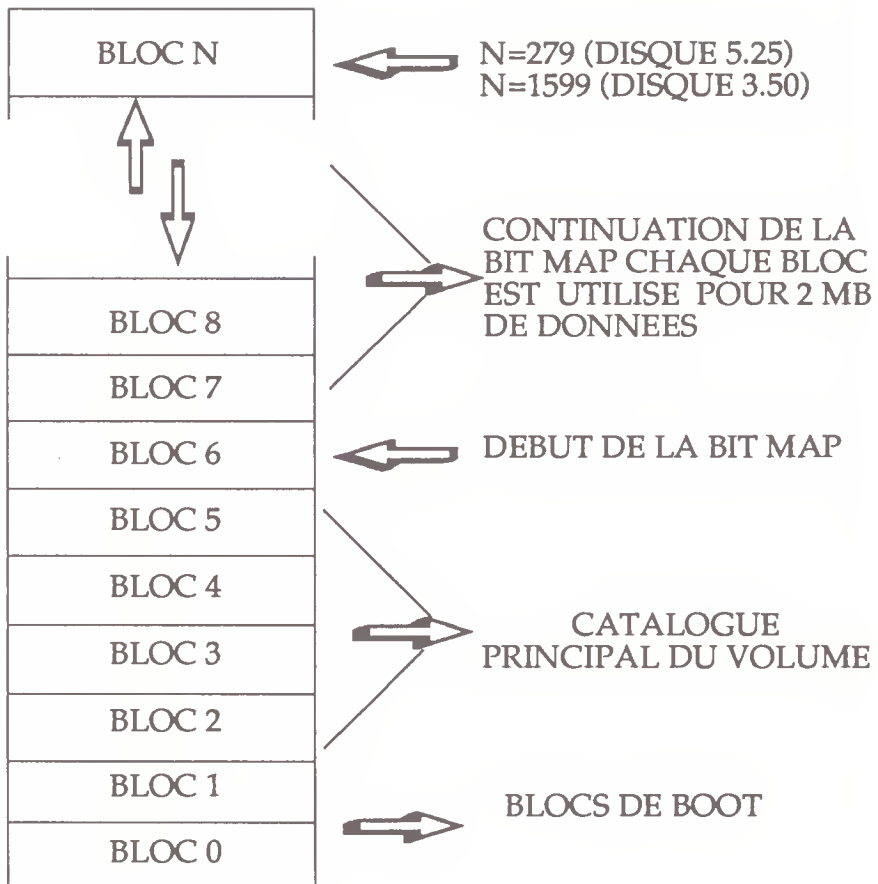 BLOC N
N=279 (DISQUE 5.25)
N=1599 (DISQUE 3.50)
CONTINUATION DE LA
BIT MAP CHAQUE BLOC
EST UTILISE POUR 2 MB
DE DONNEES
BLOC 8
BLOC 7
BLOC 6
DEBUT DE LA BIT MAP
BLOC 5
BLOC 4
BLOC 3
BLOC 2
CATALOGUE
PRINCIPAL DU VOLUME
BLOC 1
BLOC 0
BLOCS DE BOOT